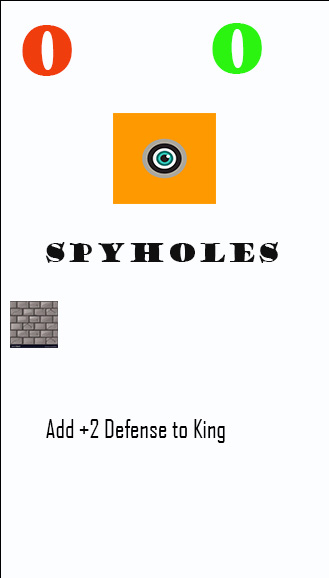 0 0
SPYHOLES
Add +2 Defense to King